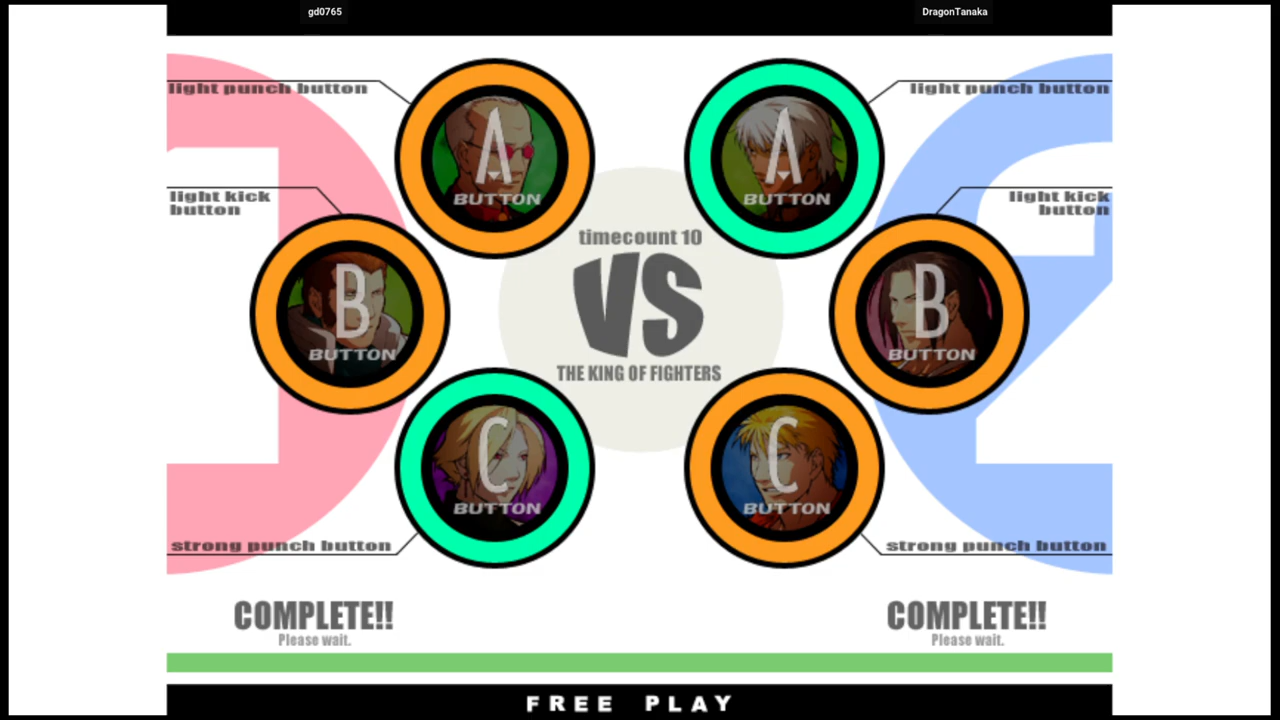 gd0765
DragonTanaka
light punch button
light punch button
A
BUTTON
A
BUTTON
light kick
button
light kick
button
timecount 10
VS
THE KING OF FIGHTERS
B
BUTTON
B
BUTTON
C
BUTTON
C
BUTTON
strong punch button
strong punch button
COMPLETE!!
Please wait.
COMPLETE!!
Please wait.
FREE PLAY